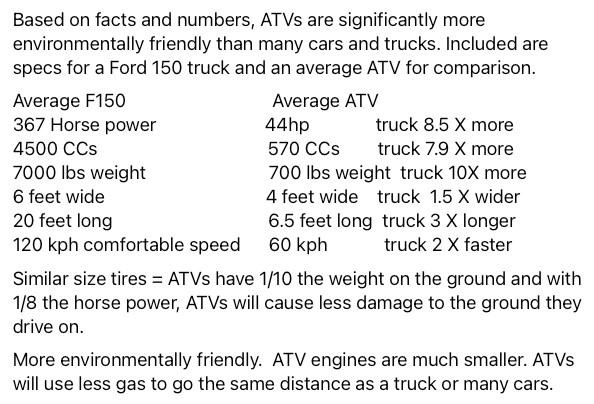 Based on facts and numbers, ATVs are significantly more
environmentally friendly than many cars and trucks. Included are
specs for a Ford 150 truck and an average ATV for comparison.
Average F150 Average ATV
367 Horse power 44hp truck 8.5 X more
4500 CCs 570 CCs truck 7.9 X more
7000 lbs weight 700 lbs weight truck 10X more
6 feet wide 4 feet wide truck 1.5 X wider
20 feet long 6.5 feet long truck 3 X longer
120 kph comfortable speed 60 kph truck 2 X faster
Similar size tires = ATVs have 1/10 the weight on the ground and with
1/8 the horse power, ATVs will cause less damage to the ground they
drive on.
More environmentally friendly. ATV engines are much smaller. ATVs
will use less gas to go the same distance as a truck or many cars.